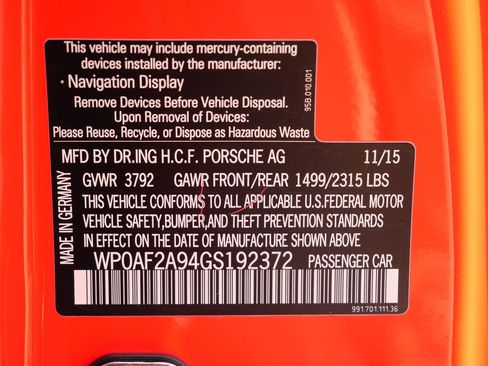 This vehicle may include mercury-containing
devices installed by the manufacturer:
· Navigation Display
Remove Devices Before Vehicle Disposal.
Upon Removal of Devices:
Please Reuse, Recycle, or Dispose as Hazardous Waste
95B.010.001
MFD BY DR.ING H.C.F. PORSCHE AG 11/15
GVWR 3792 GAWR FRONT/REAR 1499/2315 LBS
THIS VEHICLE CONFORMS TO ALL APPLICABLE U.S.FEDERAL MOTOR
VEHICLE SAFETY,BUMPER,AND THEFT PREVENTION STANDARDS
IN EFFECT ON THE DATE OF MANUFACTURE SHOWN ABOVE
WP0AF2A94GS192372 PASSENGER CAR
MADE IN GERMANY
991.701.111.36